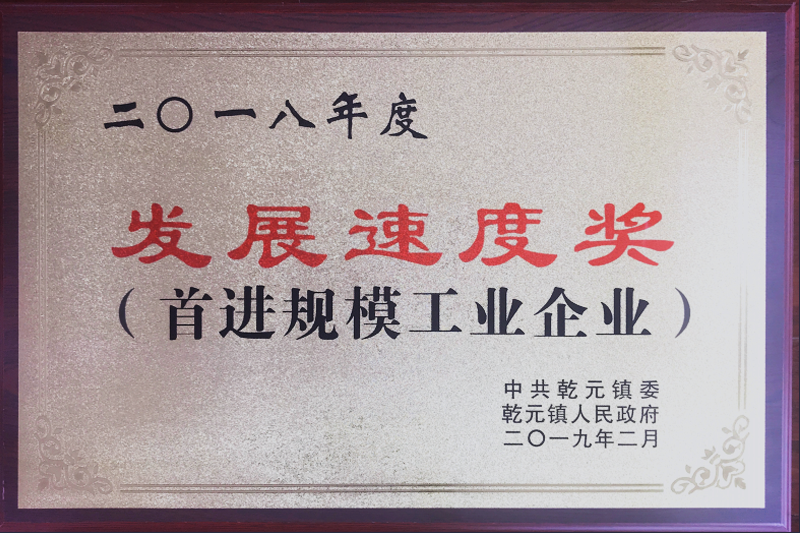 二〇一八年度
发展速度奖
（首进规模工业企业）
中共乾元镇委
乾元镇人民政府
二〇一九年二月